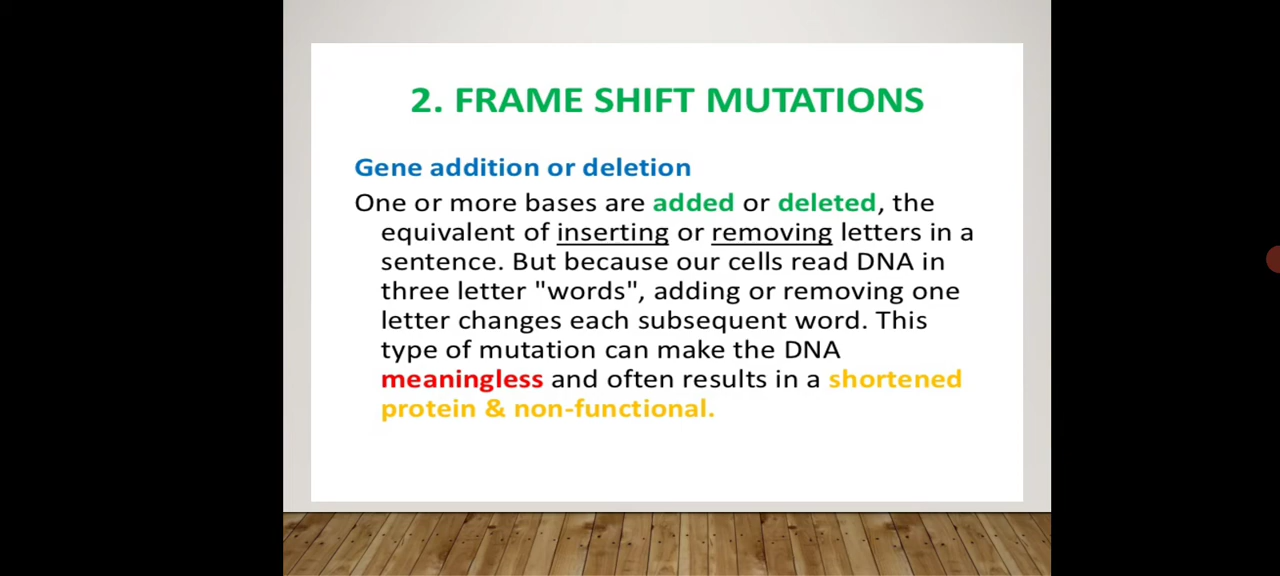 2. FRAME SHIFT MUTATIONS
Gene addition or deletion
One or more bases are added or deleted, the
equivalent of inserting or removing letters in a
sentence. But because our cells read DNA in
three letter "words", adding or removing one
letter changes each subsequent word. This
type of mutation can make the DNA
meaningless and often results in a shortened
protein & non-functional.